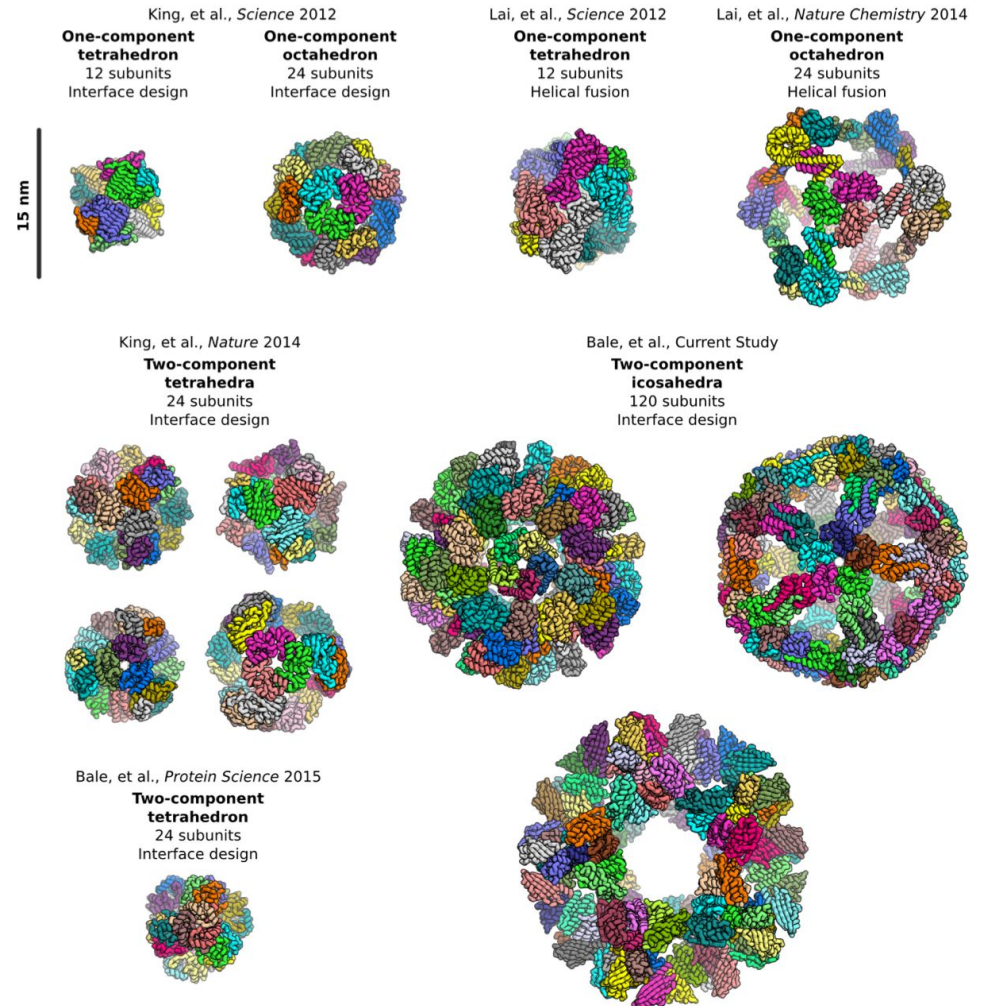 King, et al., Science 2012
One-component
tetrahedron
12 subunits
Interface design
One-component
octahedron
24 subunits
Interface design
Lai, et al., Science 2012
One-component
tetrahedron
12 subunits
Helical fusion
Lai, et al., Nature Chemistry 2014
One-component
octahedron
24 subunits
Helical fusion
15 nm
King, et al., Nature 2014
Two-component
tetrahedra
24 subunits
Interface design
Bale, et al., Current Study
Two-component
icosahedra
120 subunits
Interface design
Bale, et al., Protein Science 2015
Two-component
tetrahedron
24 subunits
Interface design